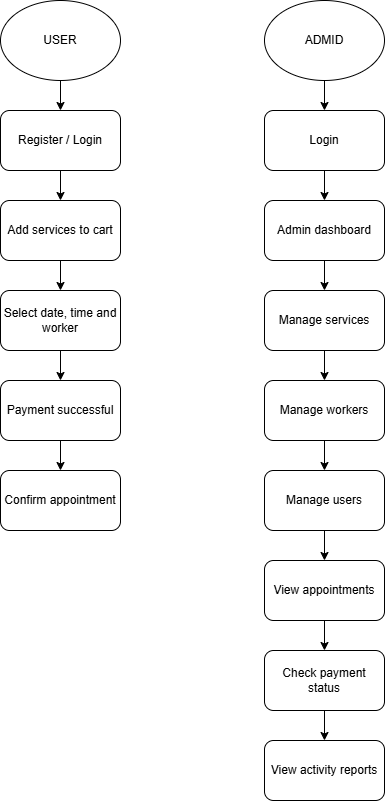 USER
Register / Login
Add services to cart
Select date, time and
worker
Payment successful
Confirm appointment
ADMID
Login
Admin dashboard
Manage services
Manage workers
Manage users
View appointments
Check payment
status
View activity reports